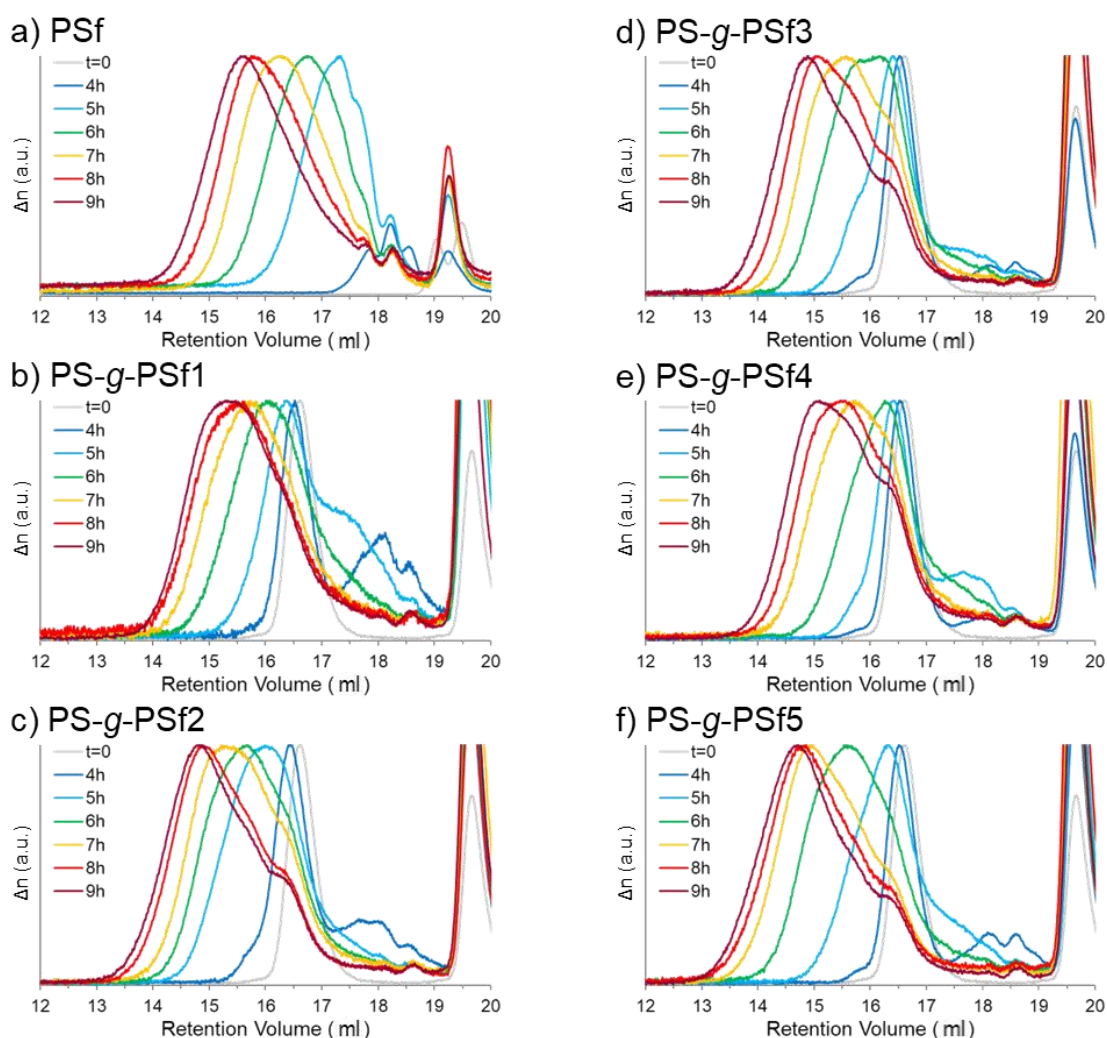 a) PSf
t=0
4h
5h
6h
7h
8h
9h
Δn (a.u.)
12 13 14 15 16 17 18 19 20
Retention Volume ( ml)
b) PS-g-PSf1
t=0
4h
5h
6h
7h
8h
9h
Δn (a.u.)
12 13 14 15 16 17 18 19 20
Retention Volume ( ml)
c) PS-g-PSf2
t=0
4h
5h
6h
7h
8h
9h
Δn (a.u.)
12 13 14 15 16 17 18 19 20
Retention Volume ( ml)
d) PS-g-PSf3
t=0
4h
5h
6h
7h
8h
9h
Δn (a.u.)
12 13 14 15 16 17 18 19 20
Retention Volume ( ml)
e) PS-g-PSf4
t=0
4h
5h
6h
7h
8h
9h
Δn (a.u.)
12 13 14 15 16 17 18 19 20
Retention Volume ( ml)
f) PS-g-PSf5
t=0
4h
5h
6h
7h
8h
9h
Δn (a.u.)
12 13 14 15 16 17 18 19 20
Retention Volume ( ml)